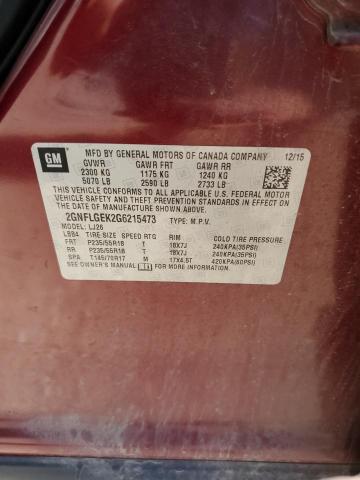 GM
MFD BY GENERAL MOTORS OF CANADA COMPANY 12/15
GVWR GAWR FRT GAWR RR
2300 KG 1175 KG 1240 KG
5070 LB 2590 LB 2733 LB
THIS VEHICLE CONFORMS TO ALL APPLICABLE U.S. FEDERAL MOTOR
VEHICLE SAFETY, BUMPER, AND THEFT PREVENTION STANDARDS
IN EFFECT ON THE DATE OF MANUFACTURE SHOWN ABOVE.
2GNFLGEK2G6215473 TYPE: M.P.V.
MODEL: LJ26
LBB4 TIRE SIZE SPEED RTG RIM COLD TIRE PRESSURE
FRT P235/55R18 T 18X7J 240KPA(35PSI)
RR P235/55R18 T 18X7J 240KPA(35PSI)
SPA T145/70R17 M 17X4.5T 420KPA(60PSI)
SEE OWNER'S MANUAL FOR ADDITIONAL INFORMATION.